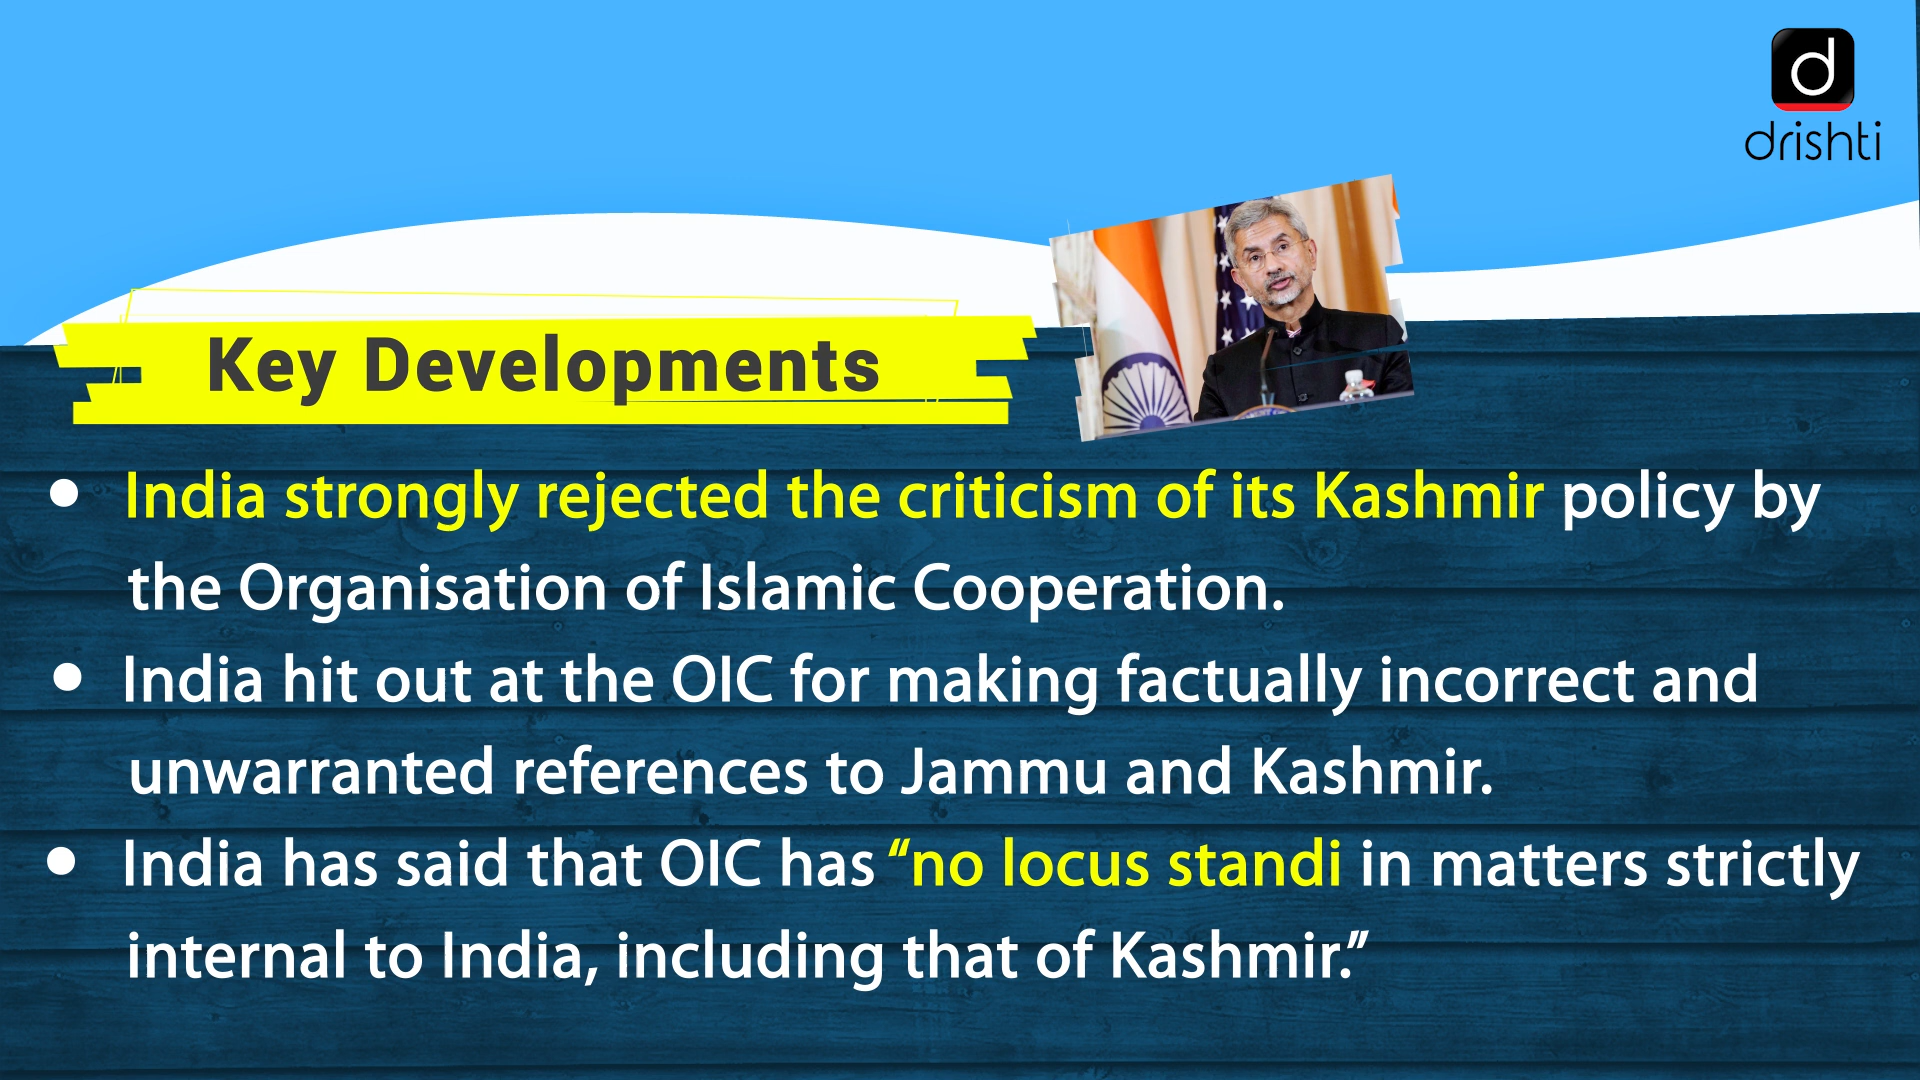 d
drishti
Key Developments
• India strongly rejected the criticism of its Kashmir policy by
the Organisation of Islamic Cooperation.
• India hit out at the OIC for making factually incorrect and
unwarranted references to Jammu and Kashmir.
• India has said that OIC has “no locus standi in matters strictly
internal to India, including that of Kashmir.”